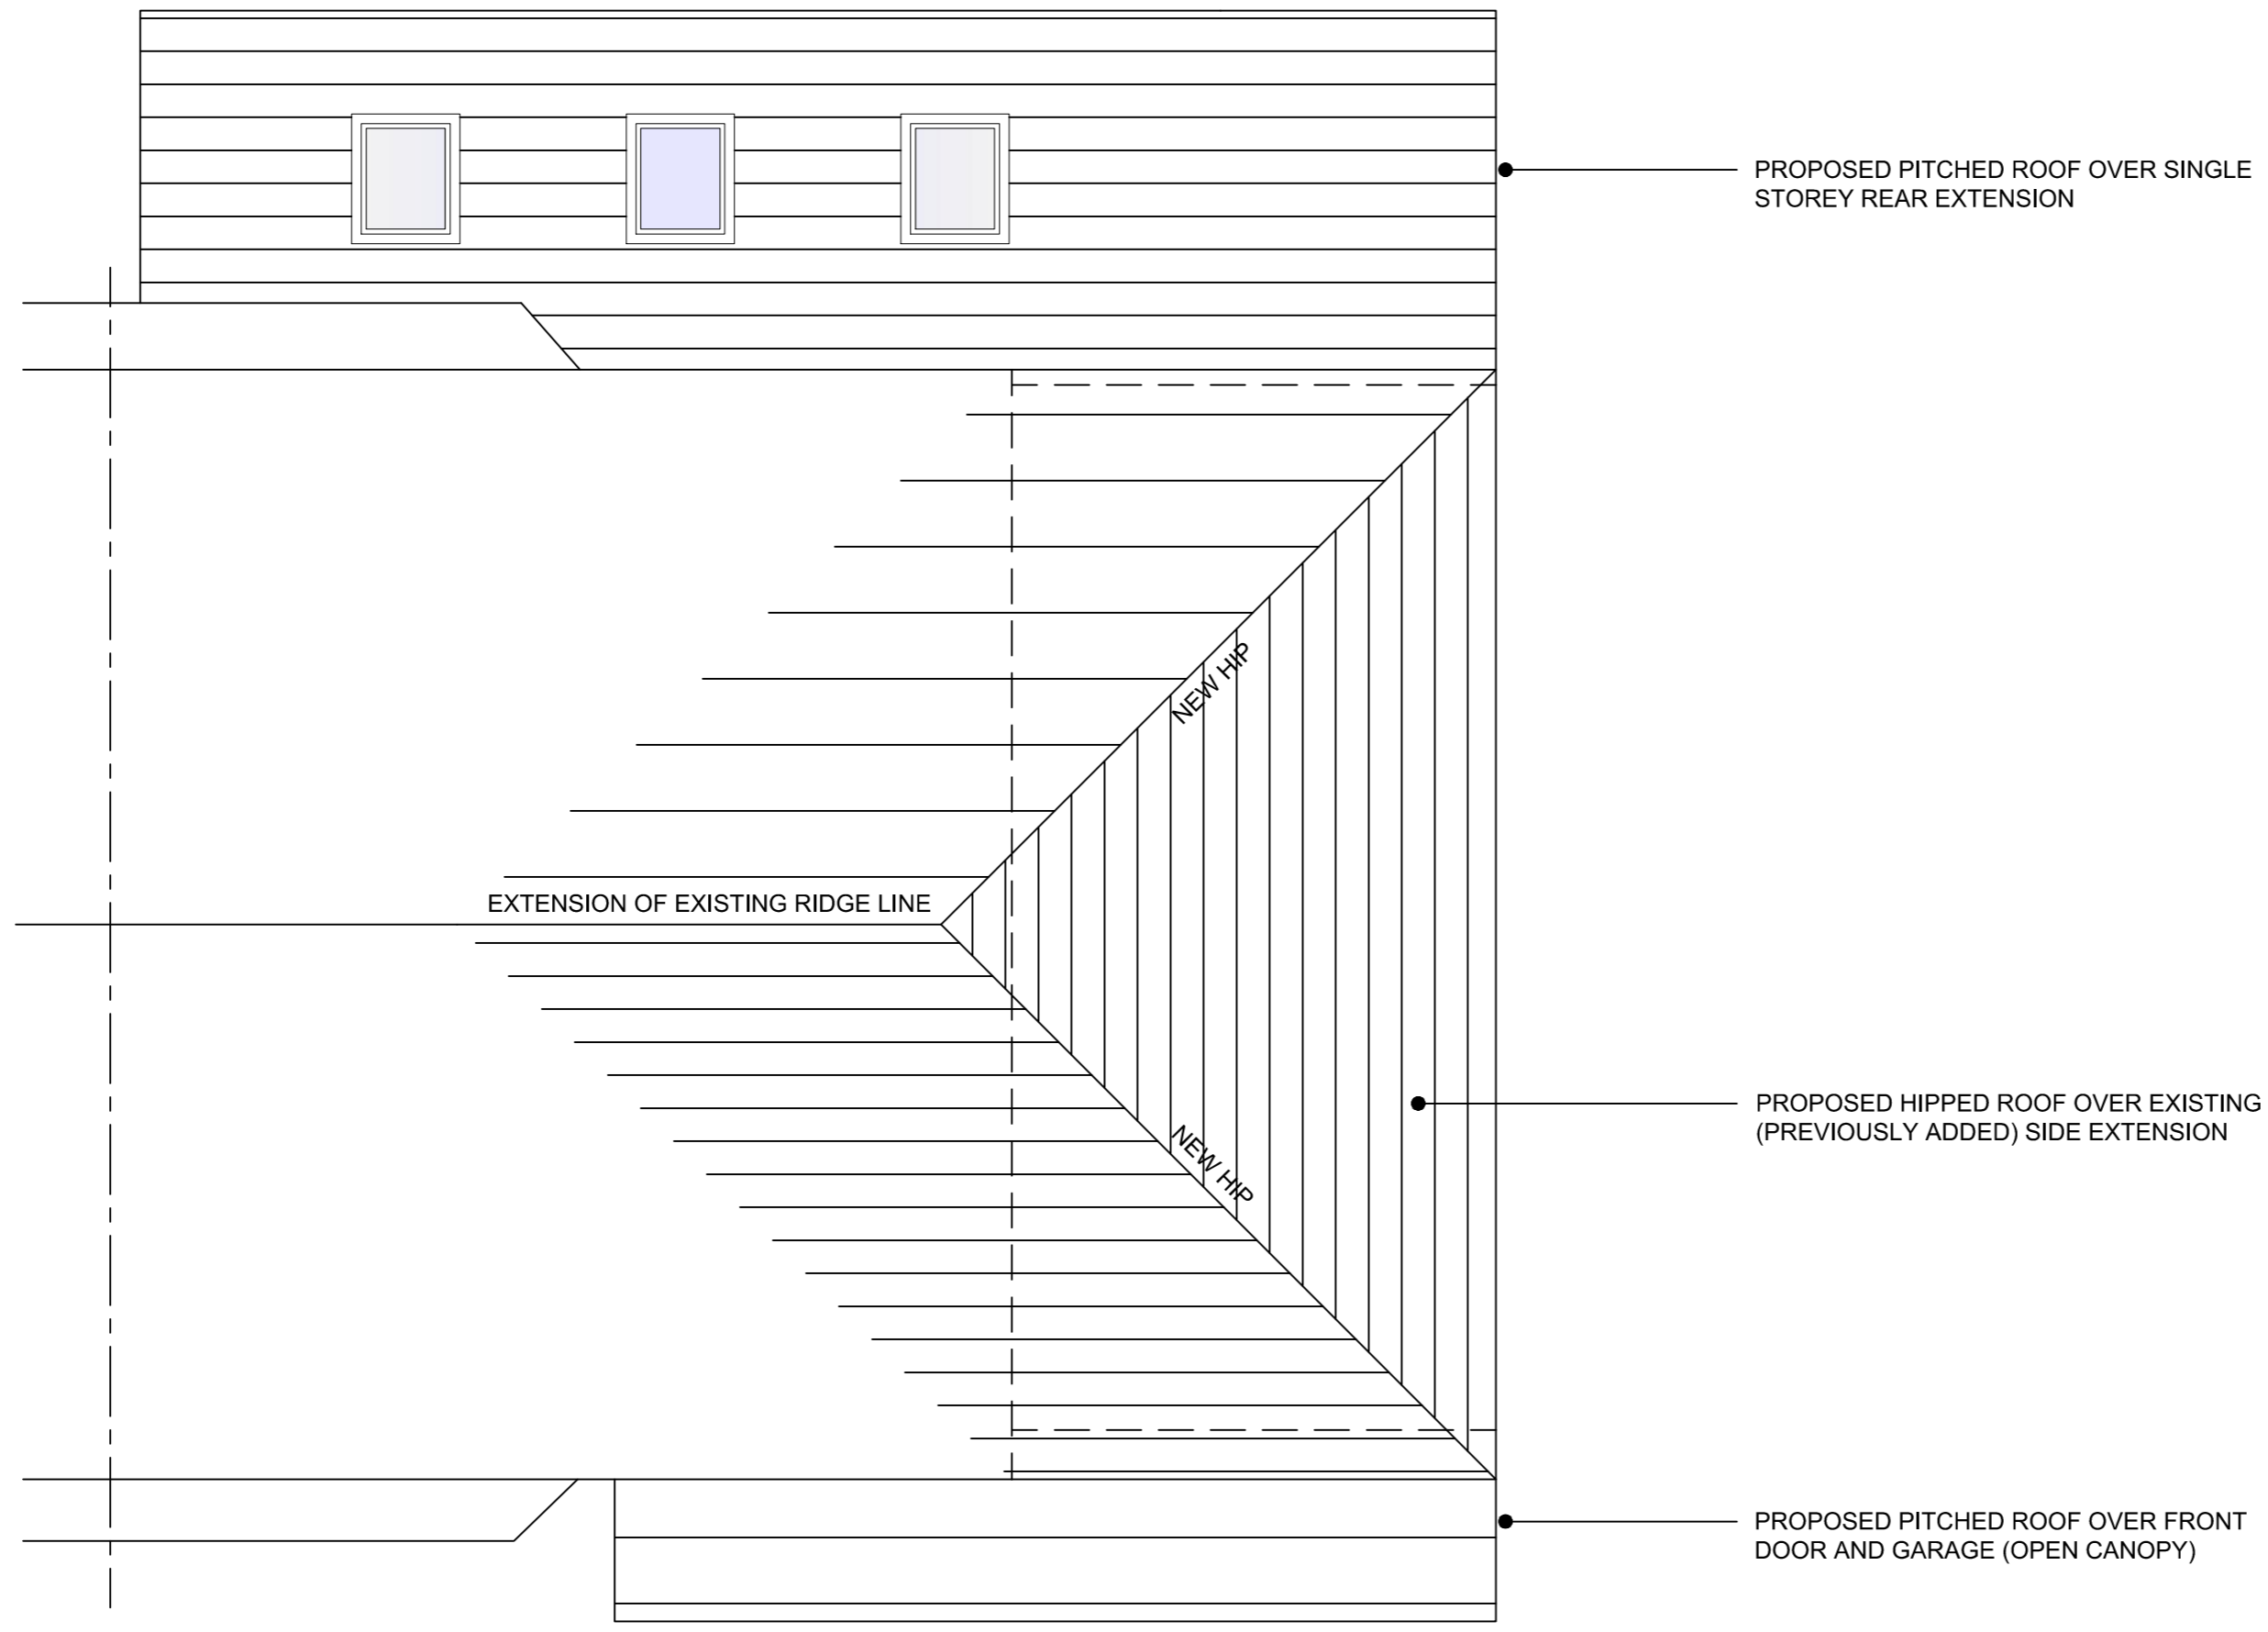 PROPOSED PITCHED ROOF OVER SINGLE
STOREY REAR EXTENSION
NEW HIP
EXTENSION OF EXISTING RIDGE LINE
PROPOSED HIPPED ROOF OVER EXISTING
(PREVIOUSLY ADDED) SIDE EXTENSION
NEW HIP
PROPOSED PITCHED ROOF OVER FRONT
DOOR AND GARAGE (OPEN CANOPY)